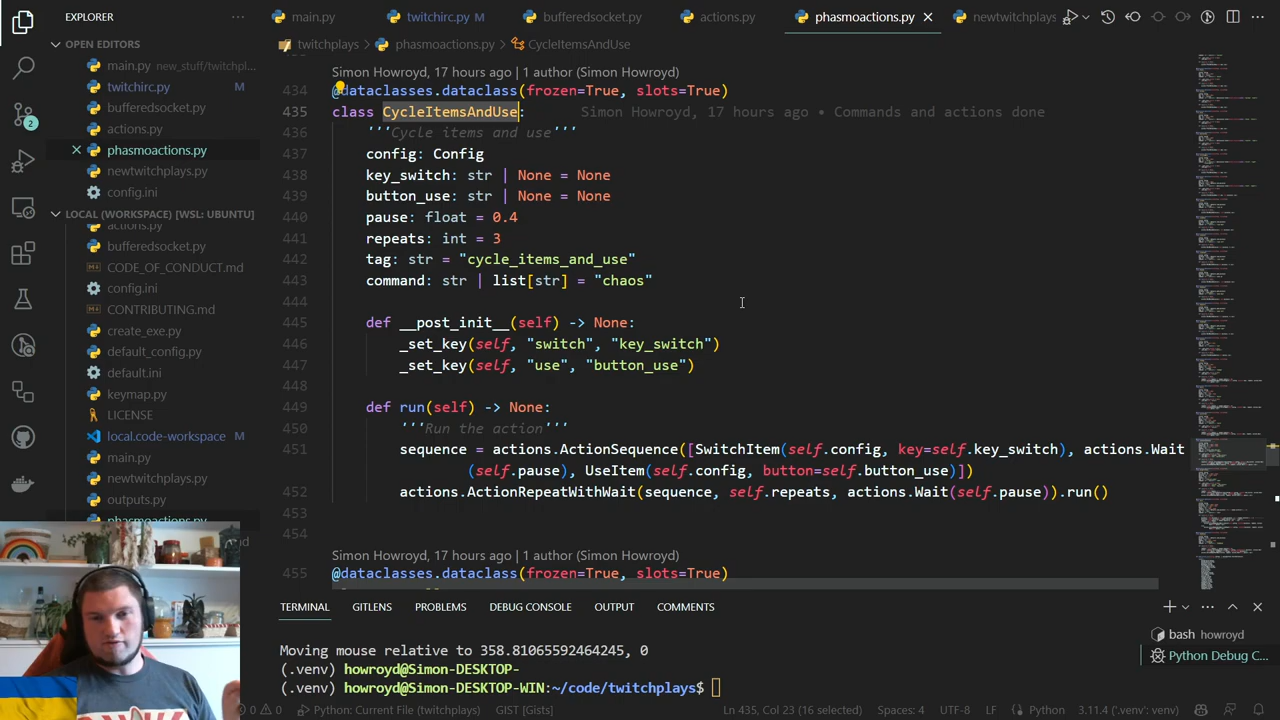 EXPLORER
OPEN EDITORS
main.py new_stuff/twitchpl...
twitchirc.py M
bufferedsocket.py
actions.py
phasmoactions.py
newtwitchplays.py
config.ini
LOCAL (WORKSPACE) [WSL: UBUNTU]
actions.py
bufferedsocket.py
CODE_OF_CONDUCT.md
config.ini
CONTRIBUTING.md
create_exe.py
default_config.py
default.ini
keymap.py
LICENSE
local.code-workspace M
main.py
newtwitchplays.py
outputs.py
phasmoactions.py
2
main.py twitchirc.py M bufferedsocket.py actions.py phasmoactions.py newtwitchplays
twitchplays > phasmoactions.py > CycleItemsAndUse
Simon Howroyd, 17 hours ago | 1 author (Simon Howroyd)
434 @dataclasses.dataclass(frozen=True, slots=True)
435 class CycleItemsAndUse: Howroyd, 17 hours ago • Commands and actions done
436 '''Cycle items and use'''
437 config: Config
438 key_switch: str | None = None
439 button_use: str | None = None
440 pause: float = 0.4
441 repeats: int = 3
442 tag: str = "cycle_items_and_use"
443 command: str | [str] = "chaos"
444
445 def __post_init__(self) -> None:
446 _set_key(self, "switch", "key_switch")
447 _set_key(self, "use", "button_use")
448
449 def run(self) -> None:
450 '''Run the action'''
451 sequence = actions.ActionSequence([SwitchItem(self.config, key=self.key_switch), actions.Wait
(self.pause), UseItem(self.config, button=self.button_use)])
452 actions.ActionRepeatWithWait(sequence, self.repeats, actions.Wait(self.pause)).run()
453
454
Simon Howroyd, 17 hours ago | 1 author (Simon Howroyd)
455 @dataclasses.dataclass(frozen=True, slots=True)
TERMINAL GITLENS PROBLEMS DEBUG CONSOLE OUTPUT COMMENTS
Moving mouse relative to 358.81065592464245, 0
(.venv) howroyd@Simon-DESKTOP-
(.venv) howroyd@Simon-DESKTOP-WIN:~/code/twitchplays$
bash howroyd
Python Debug C...
0 0 Python: Current File (twitchplays) GIST [Gists] Ln 435, Col 23 (16 selected) Spaces: 4 UTF-8 LF Python 3.11.4 ('.venv': venv)